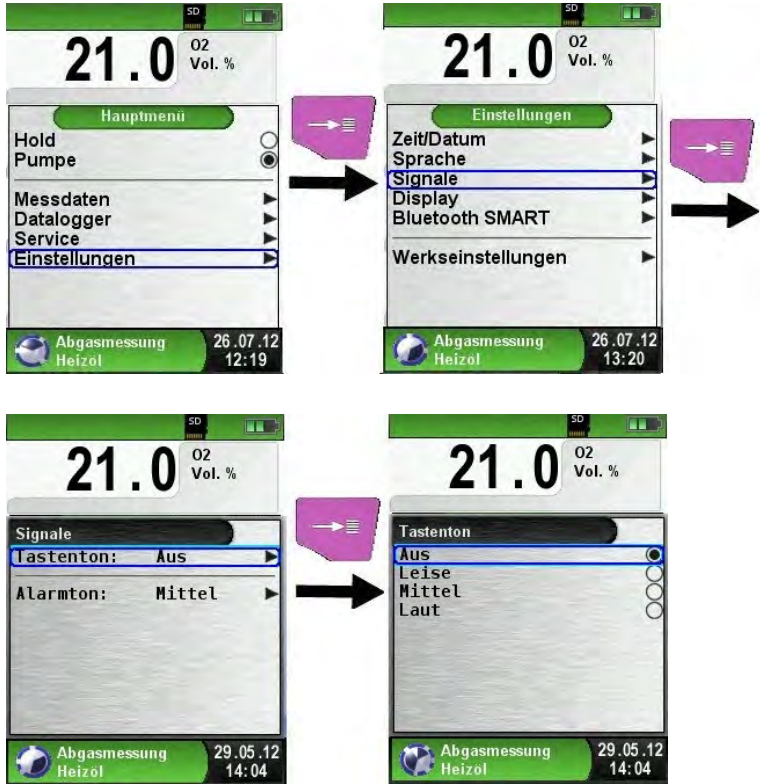 SD
21.0 O2
Vol. %
Hauptmenü
Hold
Pumpe
Messdaten
Datalogger
Service
Einstellungen
Abgasmessung 26.07.12
Heizöl 12:19
SD
21.0 O2
Vol. %
Einstellungen
Zeit/Datum
Sprache
Signale
Display
Bluetooth SMART
Werkseinstellungen
Abgasmessung 26.07.12
Heizöl 13:20
SD
21.0 O2
Vol. %
Signale
Tastenton: Aus
Alarmton: Mittel
Abgasmessung 29.05.12
Heizöl 14:04
SD
21.0 O2
Vol. %
Tastenton
Aus
Leise
Mittel
Laut
Abgasmessung 29.05.12
Heizöl 14:04